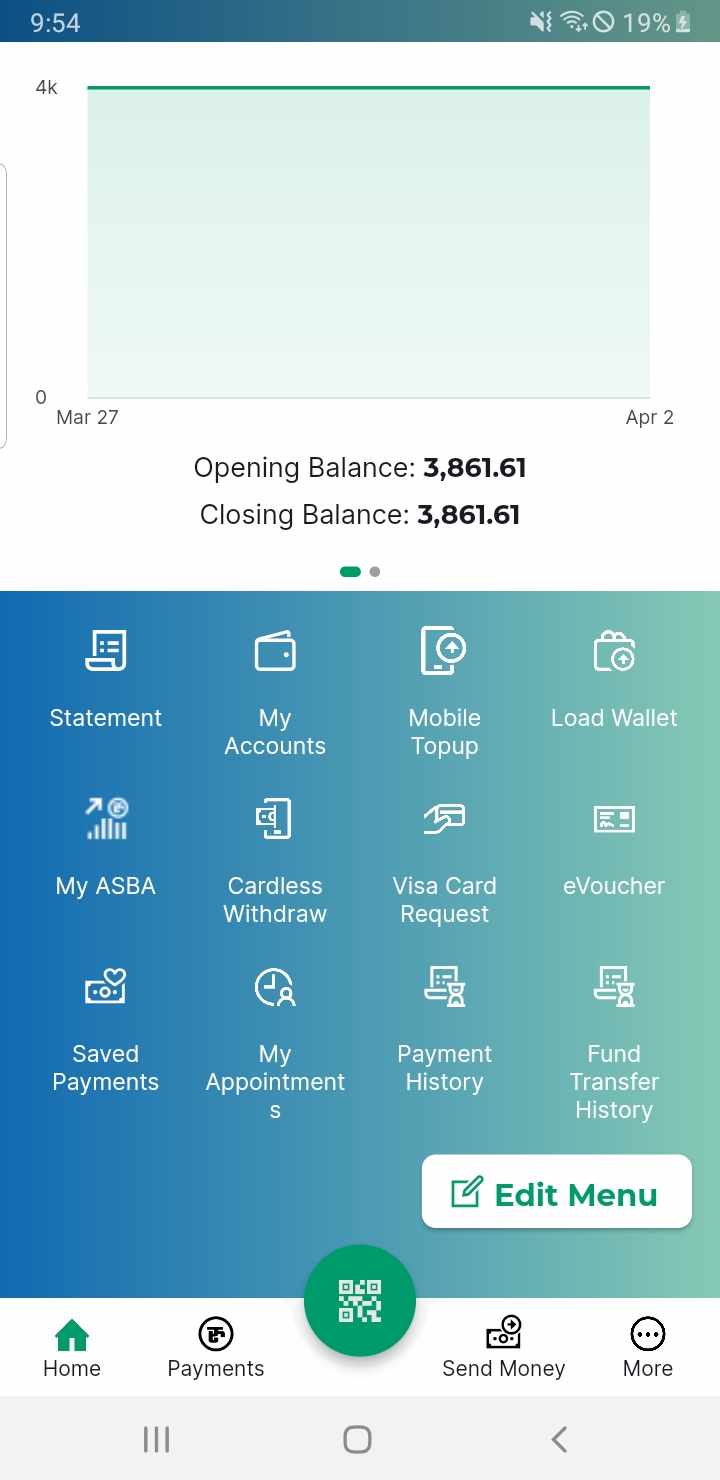 9:54 19%
4k
0
Mar 27 Apr 2
Opening Balance: 3,861.61
Closing Balance: 3,861.61
Statement
My
Accounts
Mobile
Topup
Load Wallet
My ASBA
Cardless
Withdraw
Visa Card
Request
eVoucher
Saved
Payments
My
Appointment
s
Payment
History
Fund
Transfer
History
Edit Menu
Home
Payments
Send Money
More